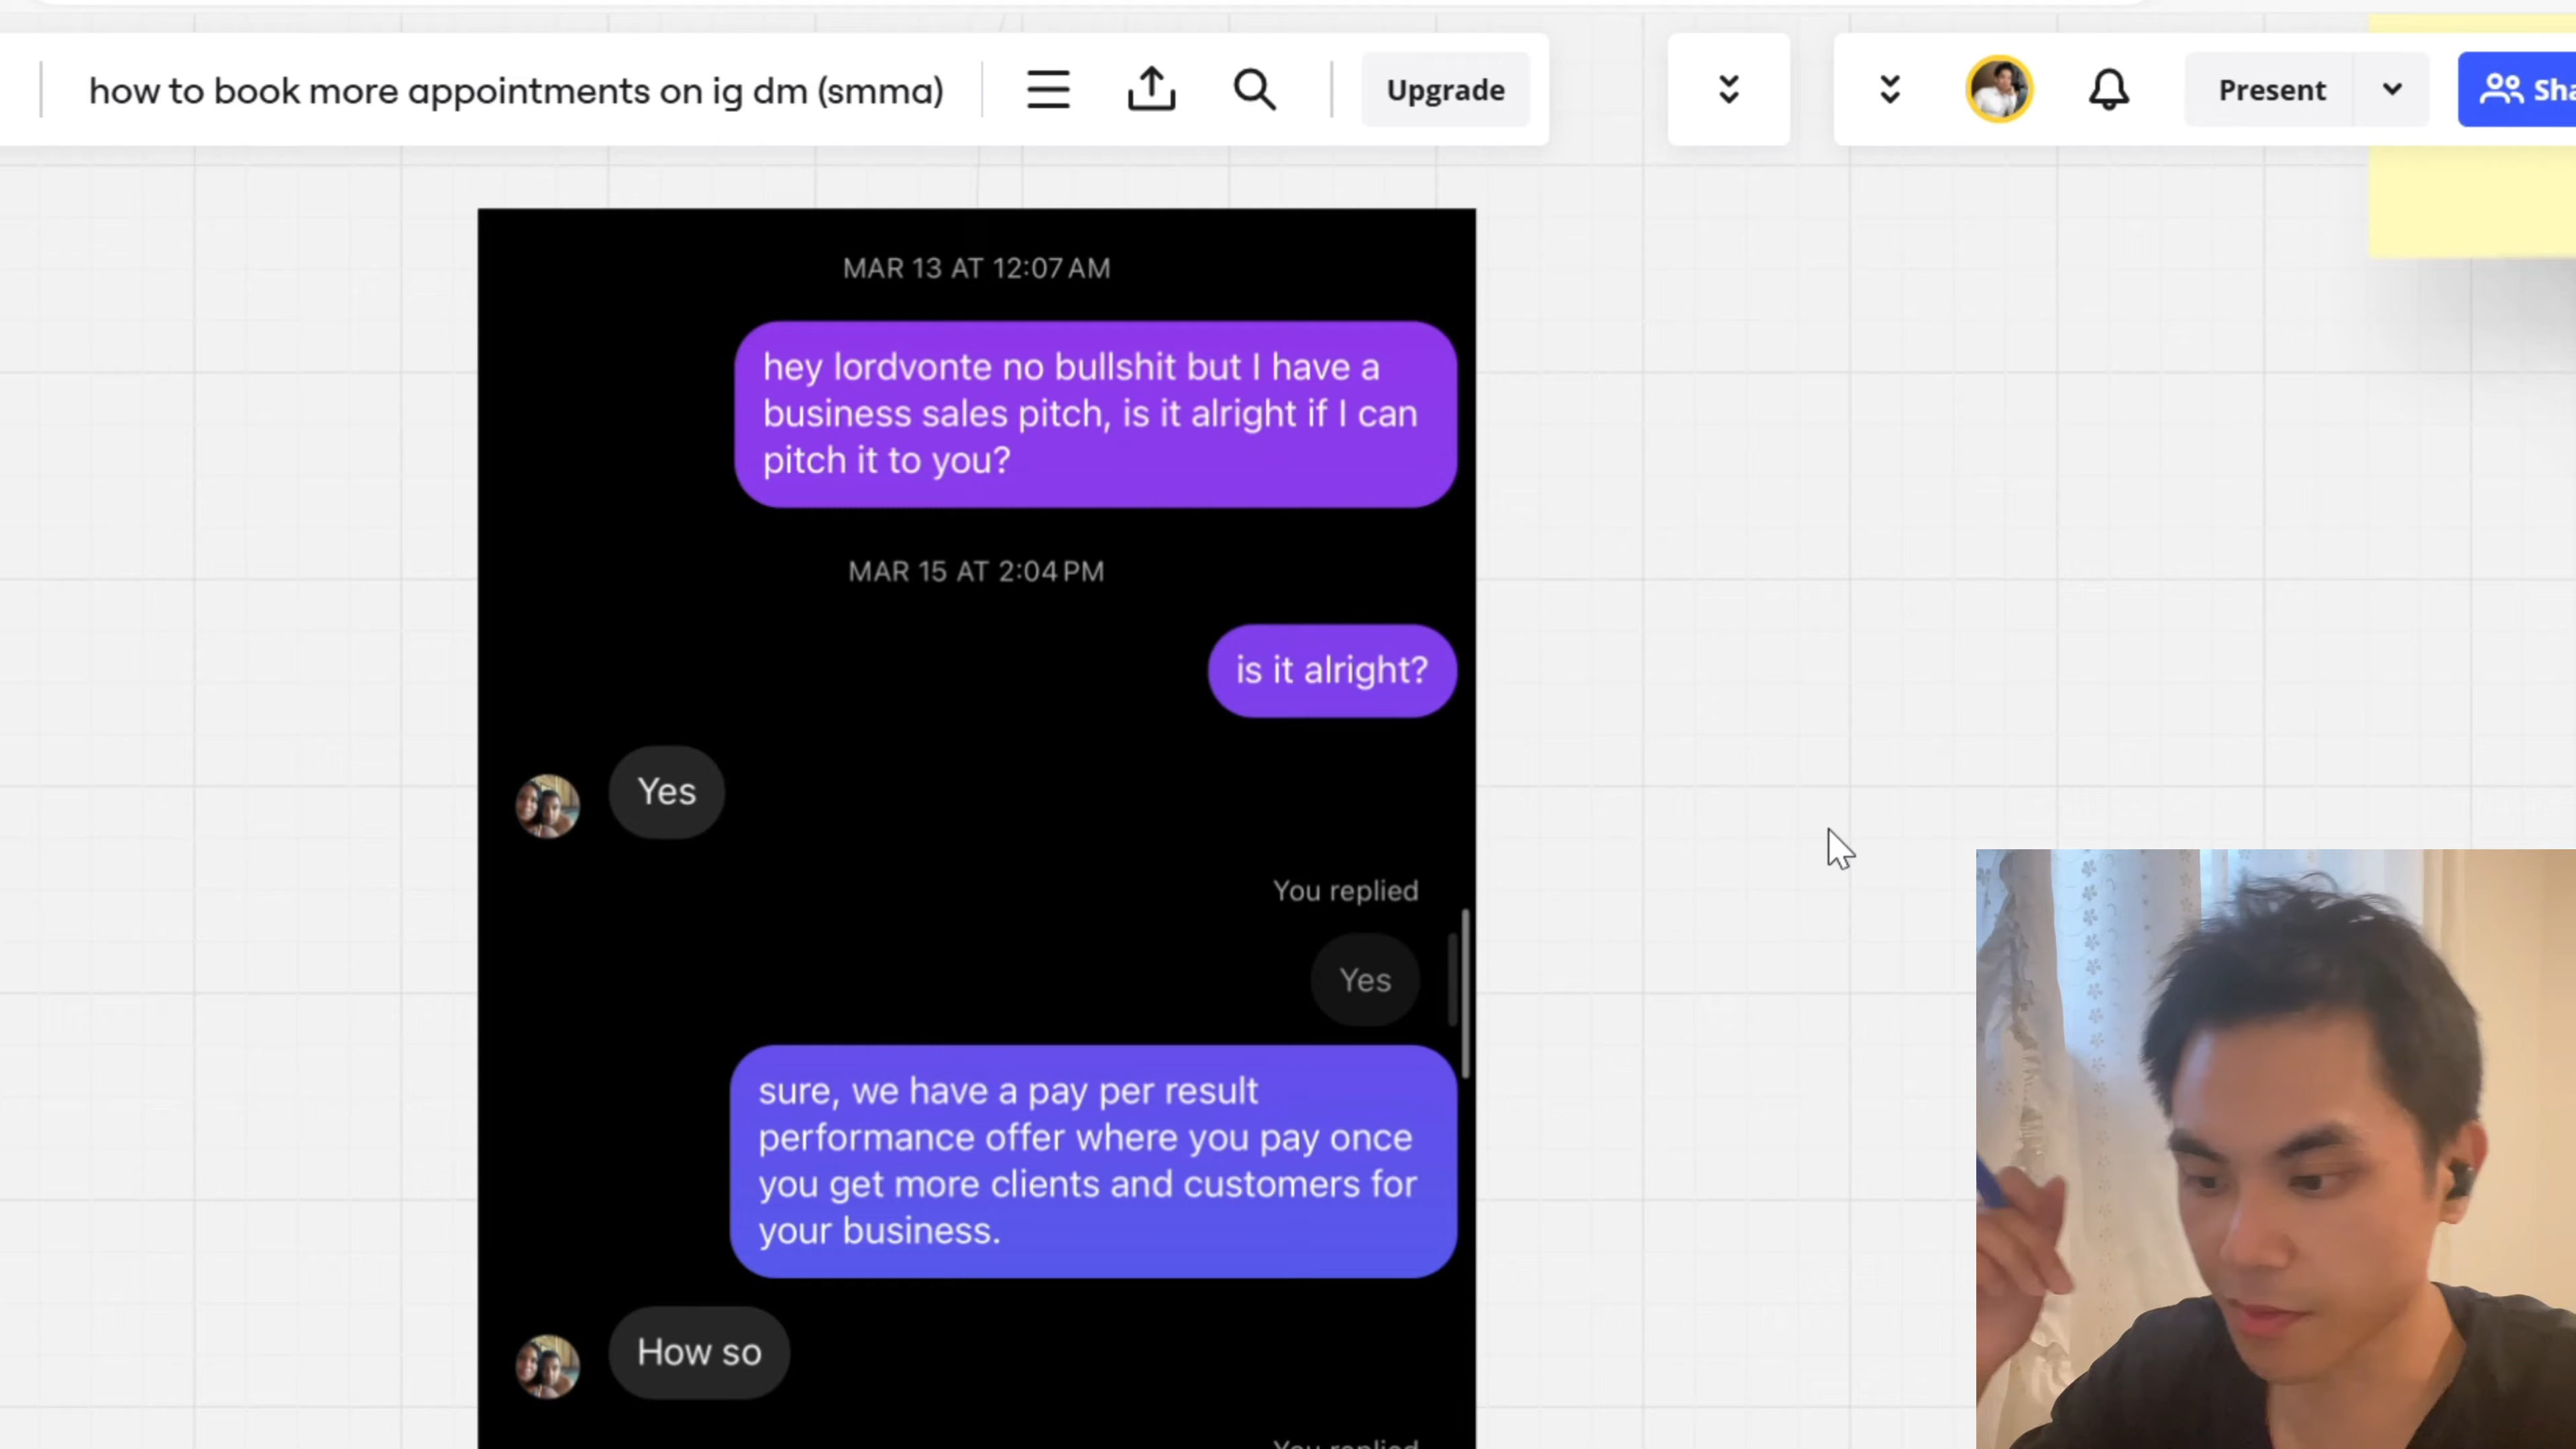 how to book more appointments on ig dm (smma)
Upgrade
Present
Sha
MAR 13 AT 12:07 AM
hey lordvonte no bullshit but I have a
business sales pitch, is it alright if I can
pitch it to you?
MAR 15 AT 2:04 PM
is it alright?
Yes
You replied
Yes
sure, we have a pay per result
performance offer where you pay once
you get more clients and customers for
your business.
How so
You replied